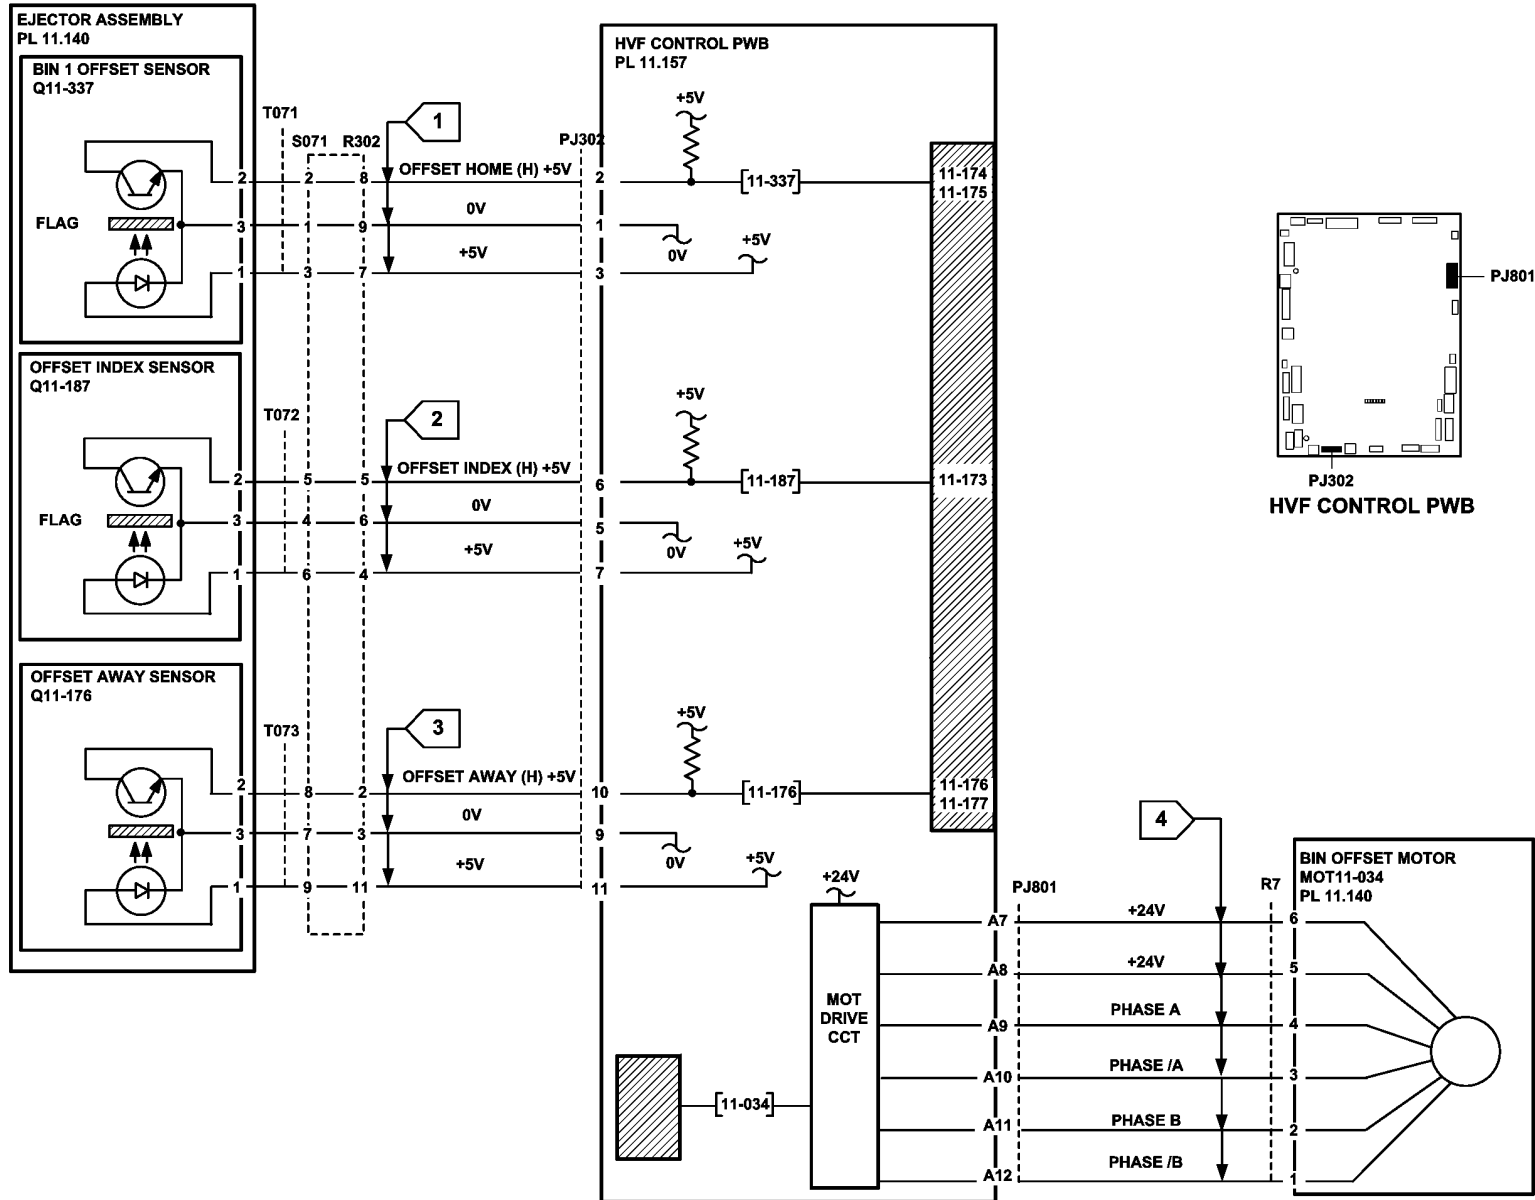 EJECTOR ASSEMBLY
PL 11.140
BIN 1 OFFSET SENSOR
Q11-337
FLAG
2
3
1
T071
S071 R302
2 8
1 9
3 7
1
OFFSET HOME (H) +5V
0V
+5V
PJ302
2
1
3
HVF CONTROL PWB
PL 11.157
+5V
[11-337]
0V
+5V
11-174
11-175
OFFSET INDEX SENSOR
Q11-187
FLAG
2
3
1
T072
5 5
4 6
6 4
2
OFFSET INDEX (H) +5V
0V
+5V
6
5
7
+5V
[11-187]
0V
+5V
11-173
OFFSET AWAY SENSOR
Q11-176
2
3
1
T073
8 2
7 3
9 11
3
OFFSET AWAY (H) +5V
0V
+5V
10
9
11
+5V
[11-176]
0V
+5V
11-176
11-177
PJ801
PJ302
HVF CONTROL PWB
+24V
MOT
DRIVE
CCT
[11-034]
PJ801
A7
A8
A9
A10
A11
A12
4
+24V
+24V
PHASE A
PHASE /A
PHASE B
PHASE /B
R7
6
5
4
3
2
1
BIN OFFSET MOTOR
MOT11-034
PL 11.140